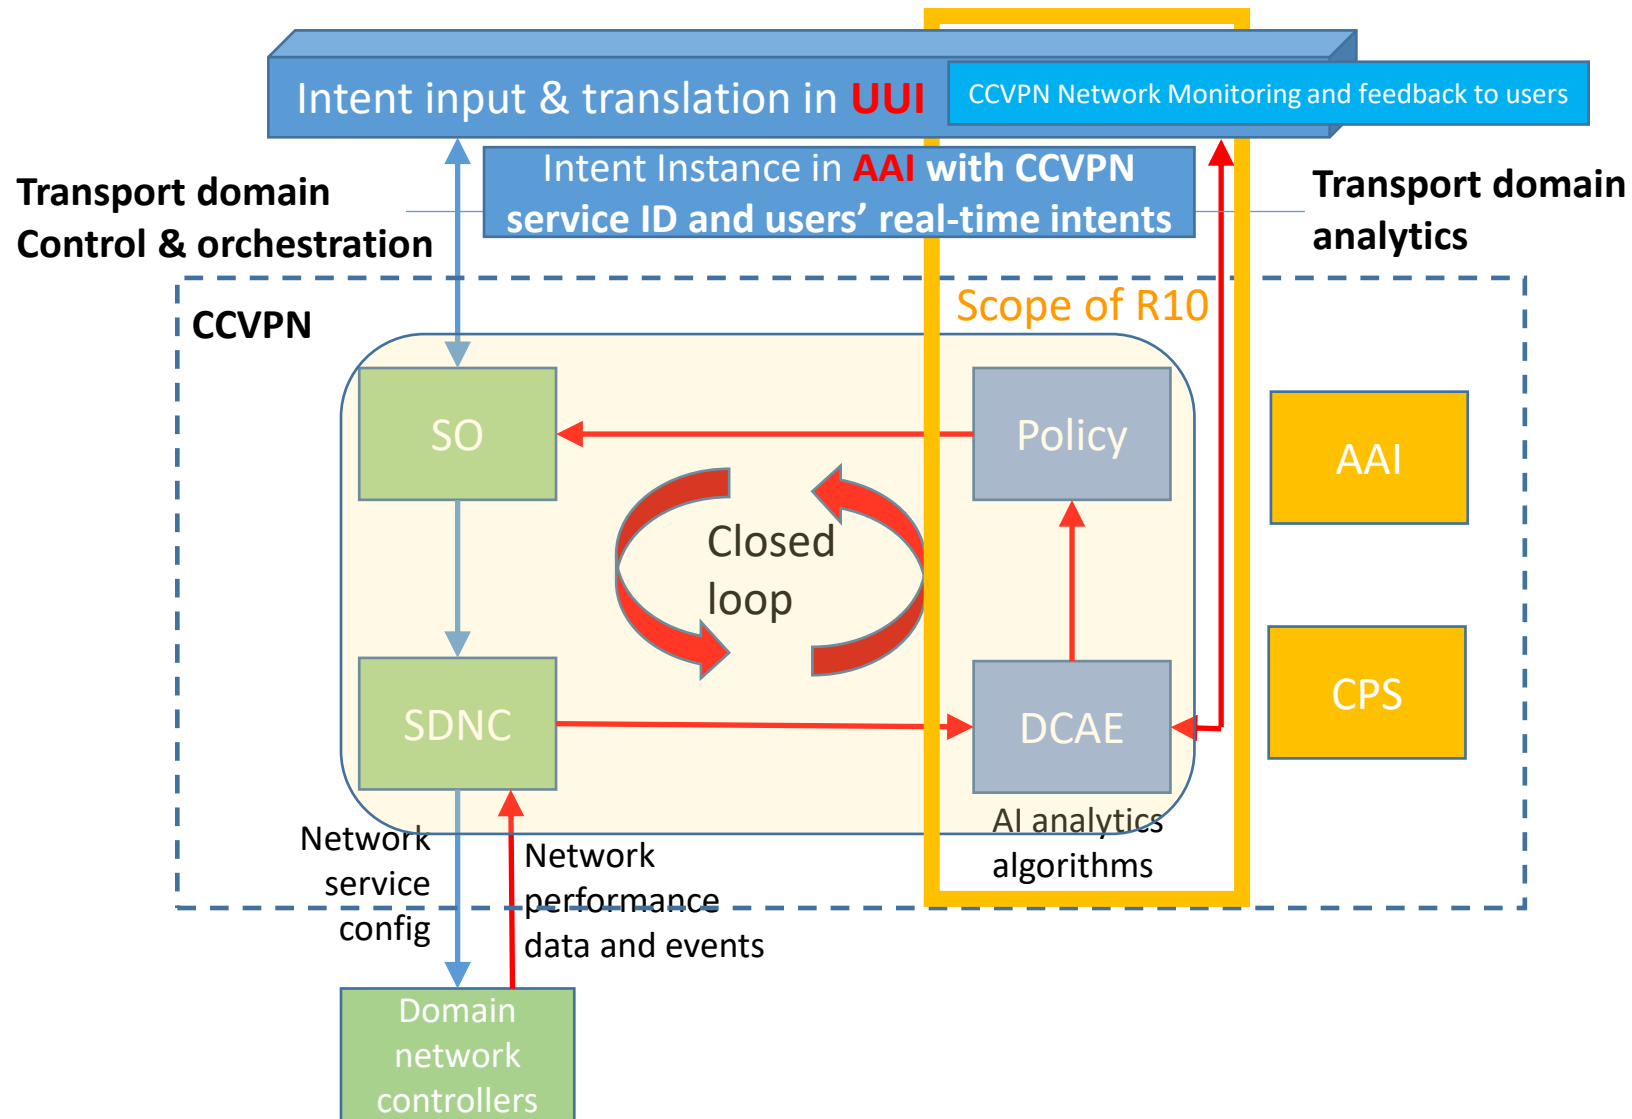 Intent input & translation in UUI
CCVPN Network Monitoring and feedback to users
Intent Instance in AAI with CCVPN
service ID and users’ real-time intents
Transport domain
Control & orchestration
Transport domain
analytics
CCVPN
Scope of R10
SO
Policy
AAI
Closed
loop
SDNC
DCAE
CPS
AI analytics
algorithms
Network
service
config
Network
performance
data and events
Domain
network
controllers